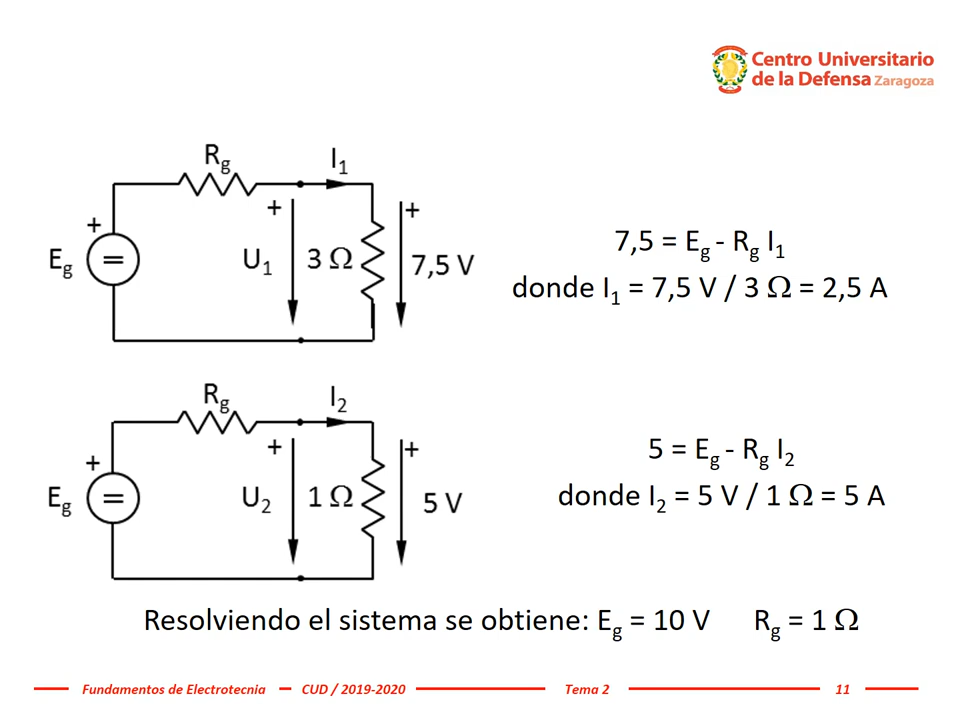 Centro Universitario
de la Defensa Zaragoza
Rg I1
+ + +
Eg = U1 3 Ω 7,5 V
7,5 = Eg - Rg I1
donde I1 = 7,5 V / 3 Ω = 2,5 A
Rg I2
+ + +
Eg = U2 1 Ω 5 V
5 = Eg - Rg I2
donde I2 = 5 V / 1 Ω = 5 A
Resolviendo el sistema se obtiene: Eg = 10 V Rg = 1 Ω
Fundamentos de Electrotecnia CUD / 2019-2020 Tema 2 11